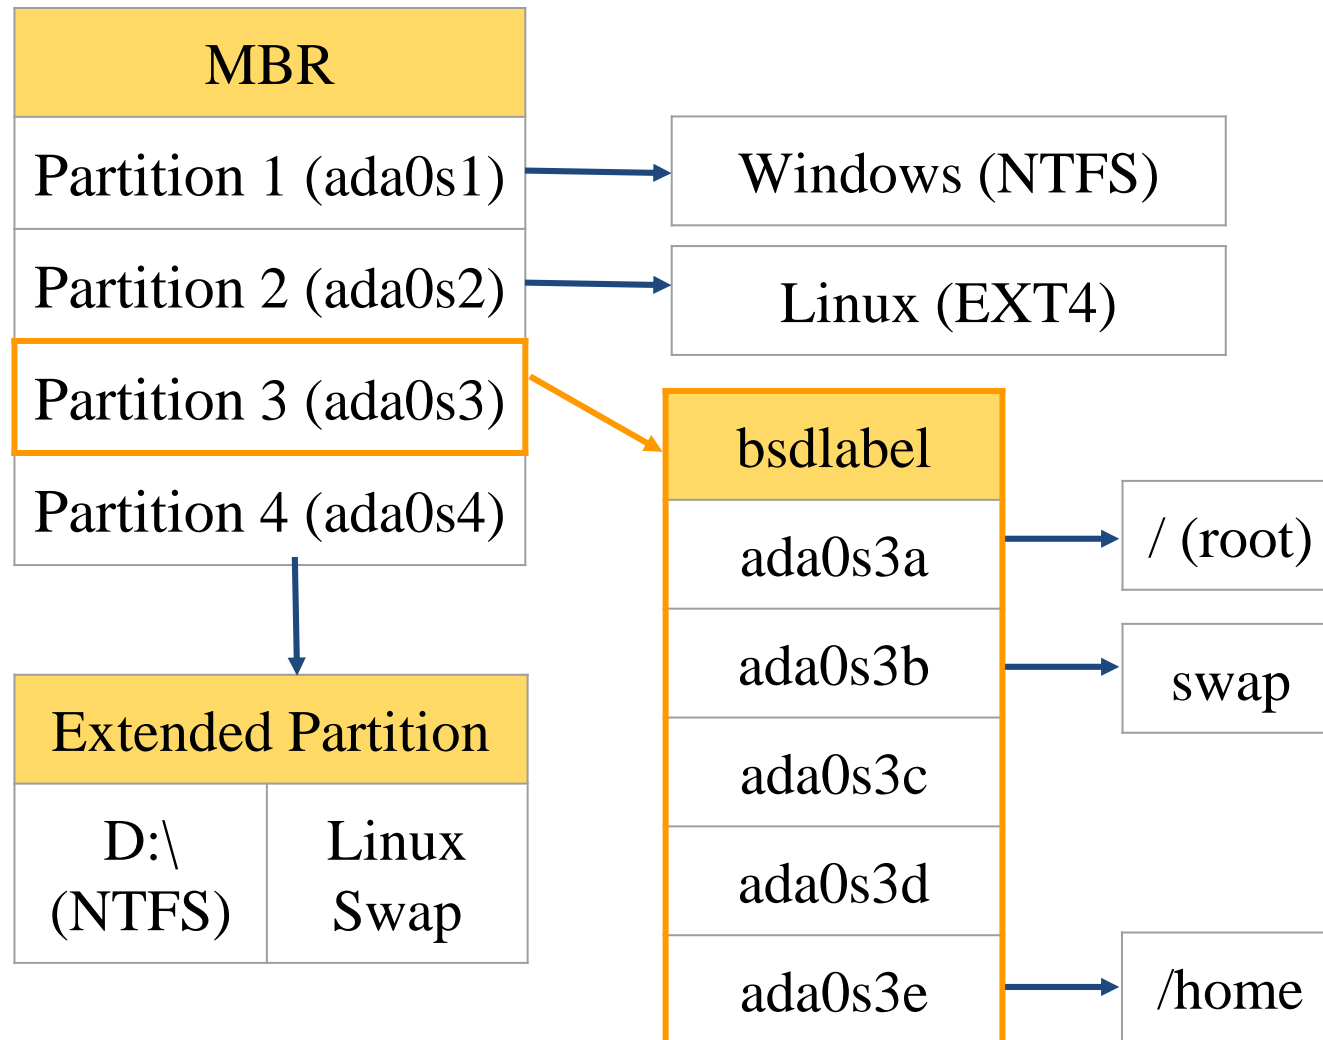 MBR
Partition 1 (ada0s1)
Windows (NTFS)
Partition 2 (ada0s2)
Linux (EXT4)
Partition 3 (ada0s3)
Partition 4 (ada0s4)
bsdlabel
ada0s3a
/ (root)
ada0s3b
swap
ada0s3c
ada0s3d
ada0s3e
/home
Extended Partition
D:\
(NTFS)
Linux
Swap